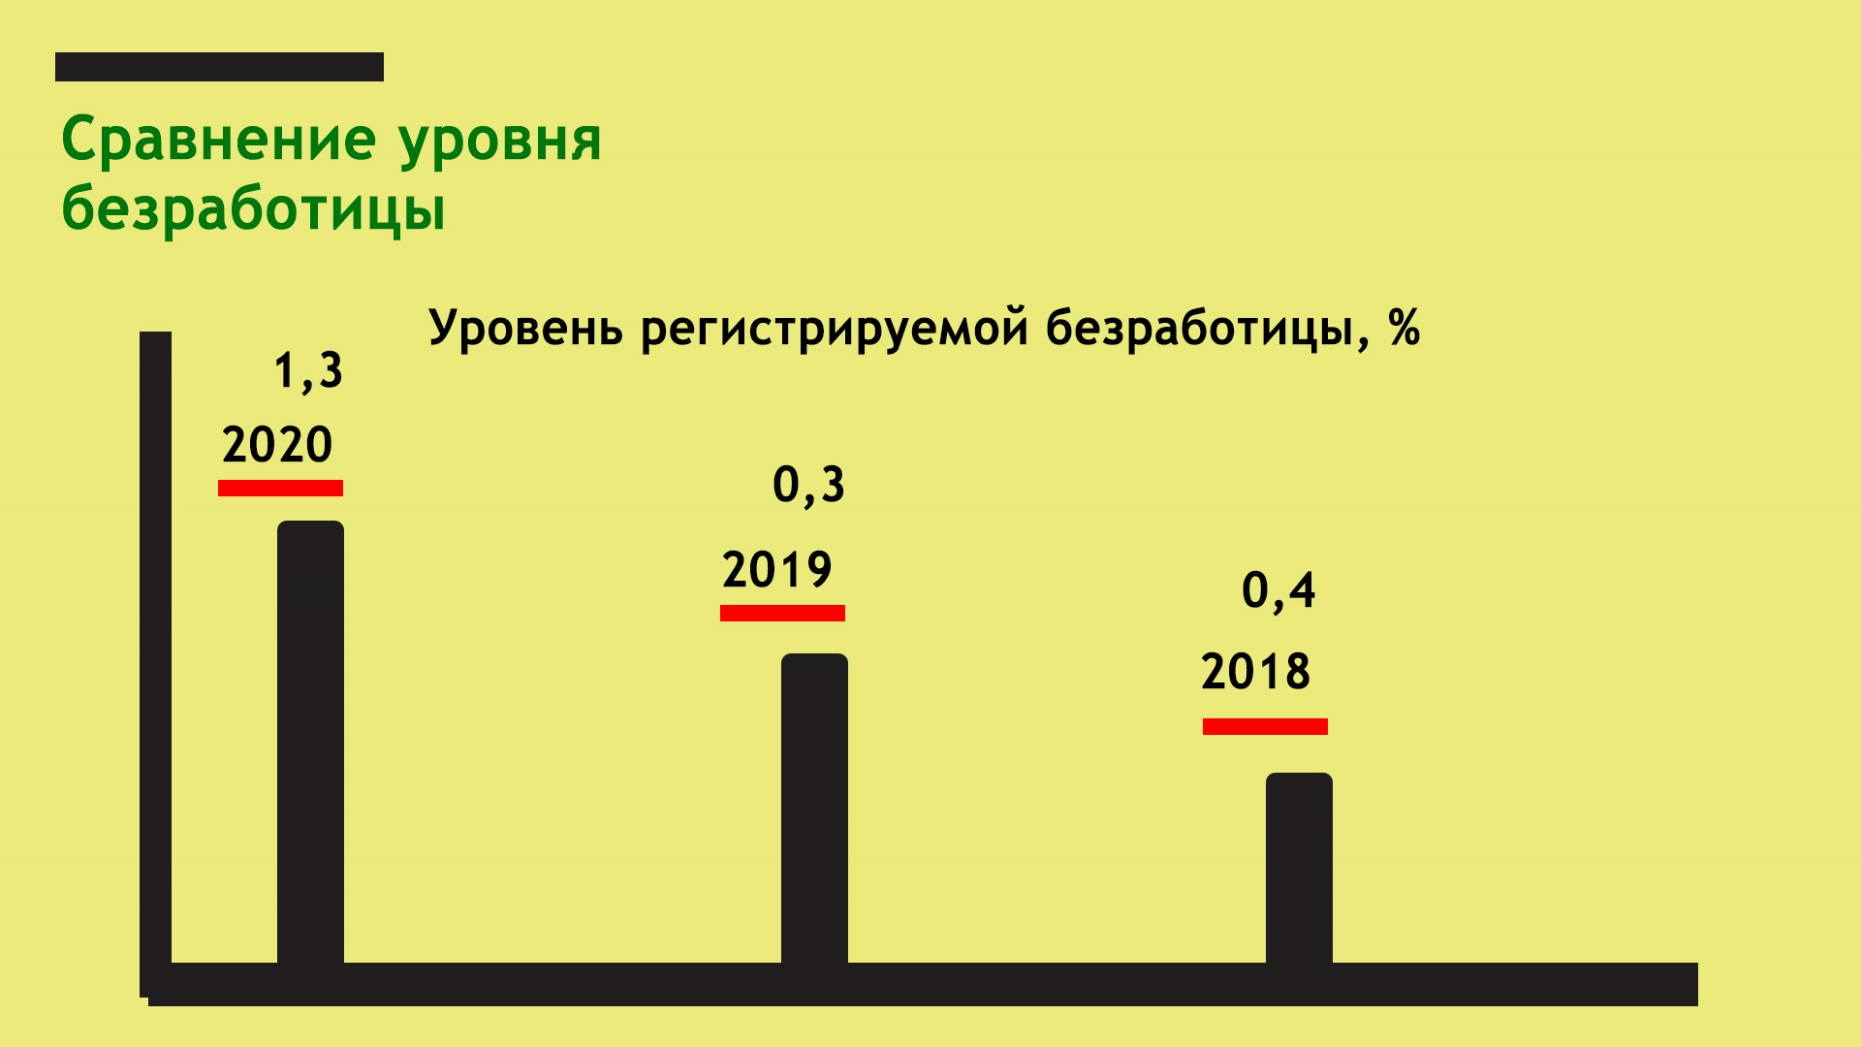 Сравнение уровня
безработицы
Уровень регистрируемой безработицы, %
1,3
2020
0,3
2019
0,4
2018